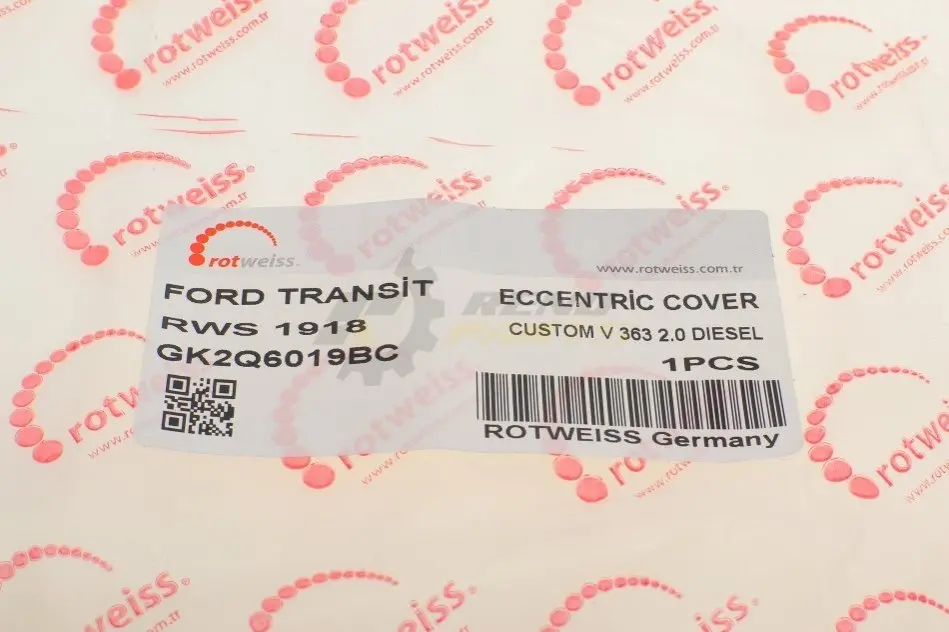 rotweiss.
www.rotweiss.com.tr
FORD TRANSİT
RWS 1918
GK2Q6019BC
ECCENTRİC COVER
CUSTOM V 363 2.0 DIESEL
1PCS
ROTWEISS Germany
rotweiss.
www.rotweiss.com.tr